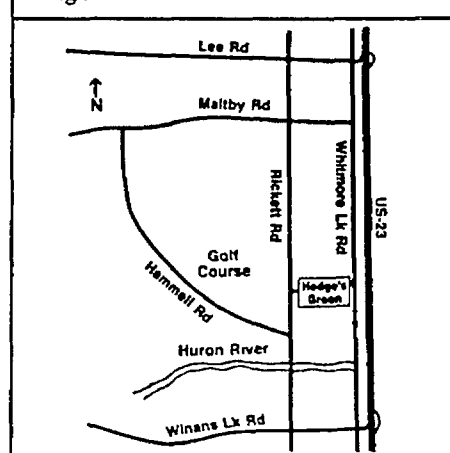 Lee Rd
N
Maltby Rd
Rickett Rd
Whitmore Lk Rd
US-23
Golf
Course
Hammell Rd
Hodge's
Green
Huron River
Winans Lk Rd